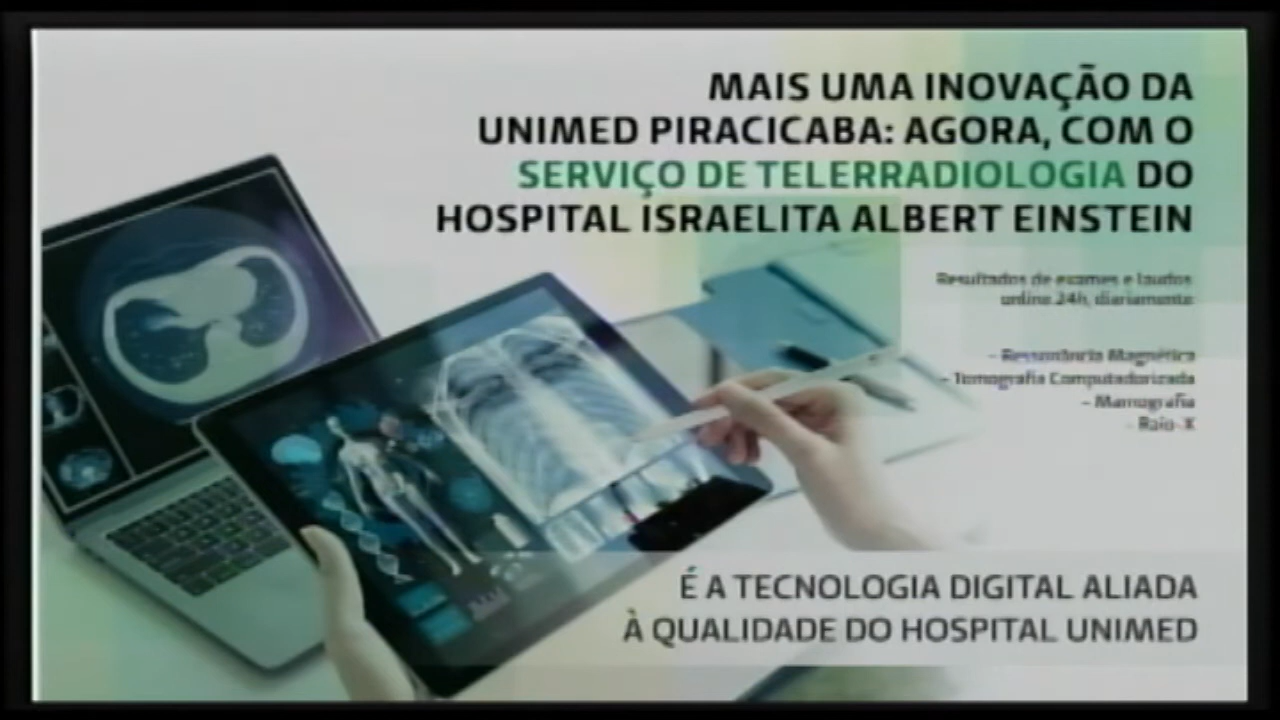 MAIS UMA INOVAÇÃO DA
UNIMED PIRACICABA: AGORA, COM O
SERVIÇO DE TELERRADIOLOGIA DO
HOSPITAL ISRAELITA ALBERT EINSTEIN
Resultados de exames e laudos
online 24h, diariamente
- Ressonância Magnética
- Tomografia Computadorizada
- Mamografia
- Raio-X
É A TECNOLOGIA DIGITAL ALIADA
À QUALIDADE DO HOSPITAL UNIMED